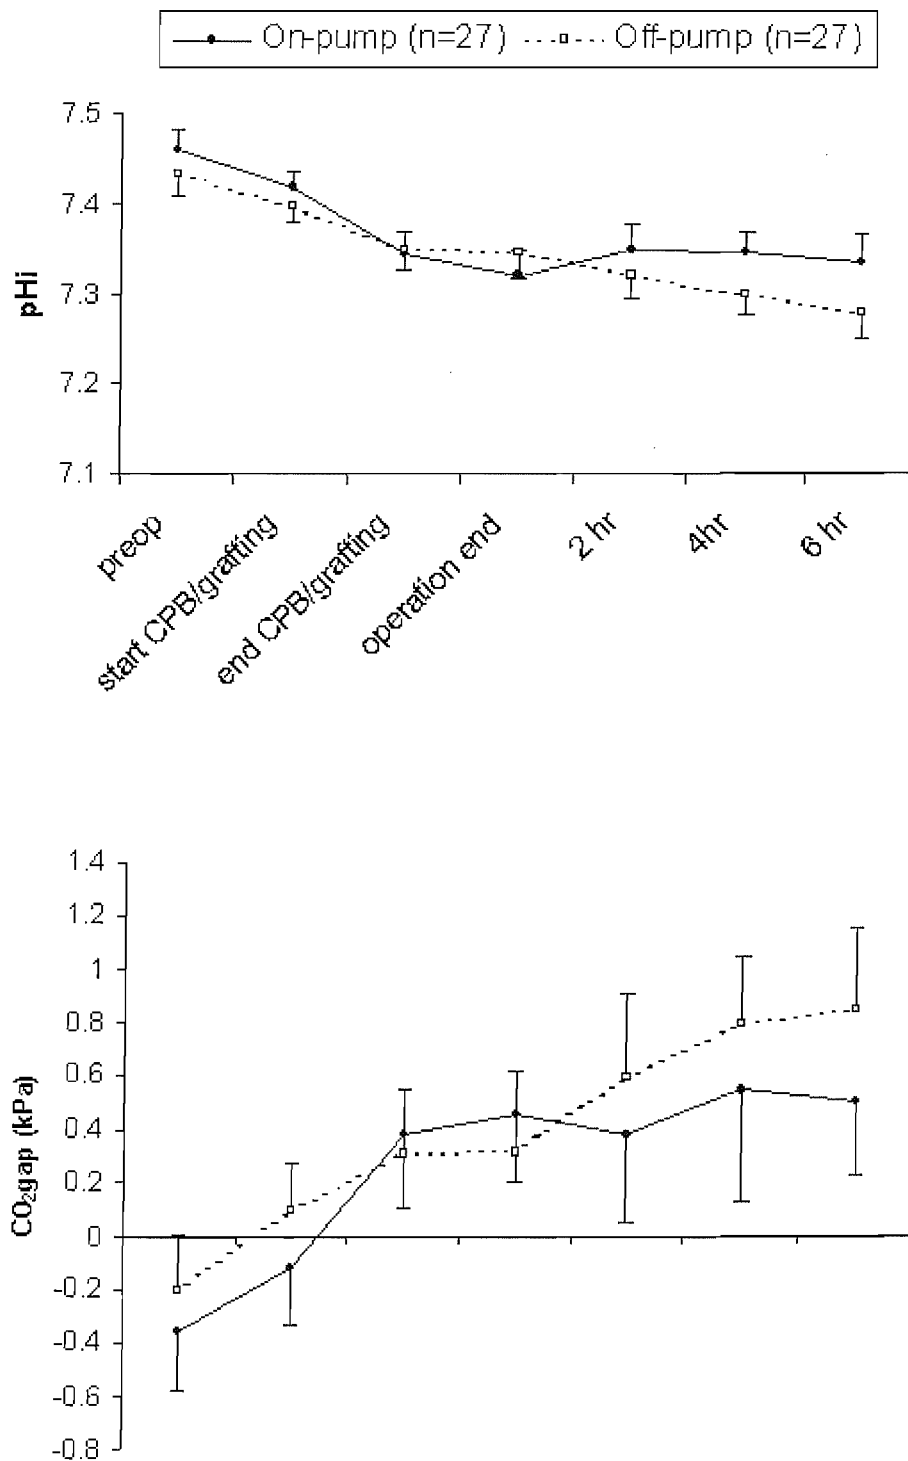 On-pump (n=27) Off-pump (n=27)
7.5
7.4
7.3
7.2
7.1
pHi
preop
start CPB/grafting
end CPB/grafting
operation end
2 hr
4hr
6 hr
1.4
1.2
1
0.8
0.6
0.4
0.2
0
-0.2
-0.4
-0.6
-0.8
CO₂gap (kPa)